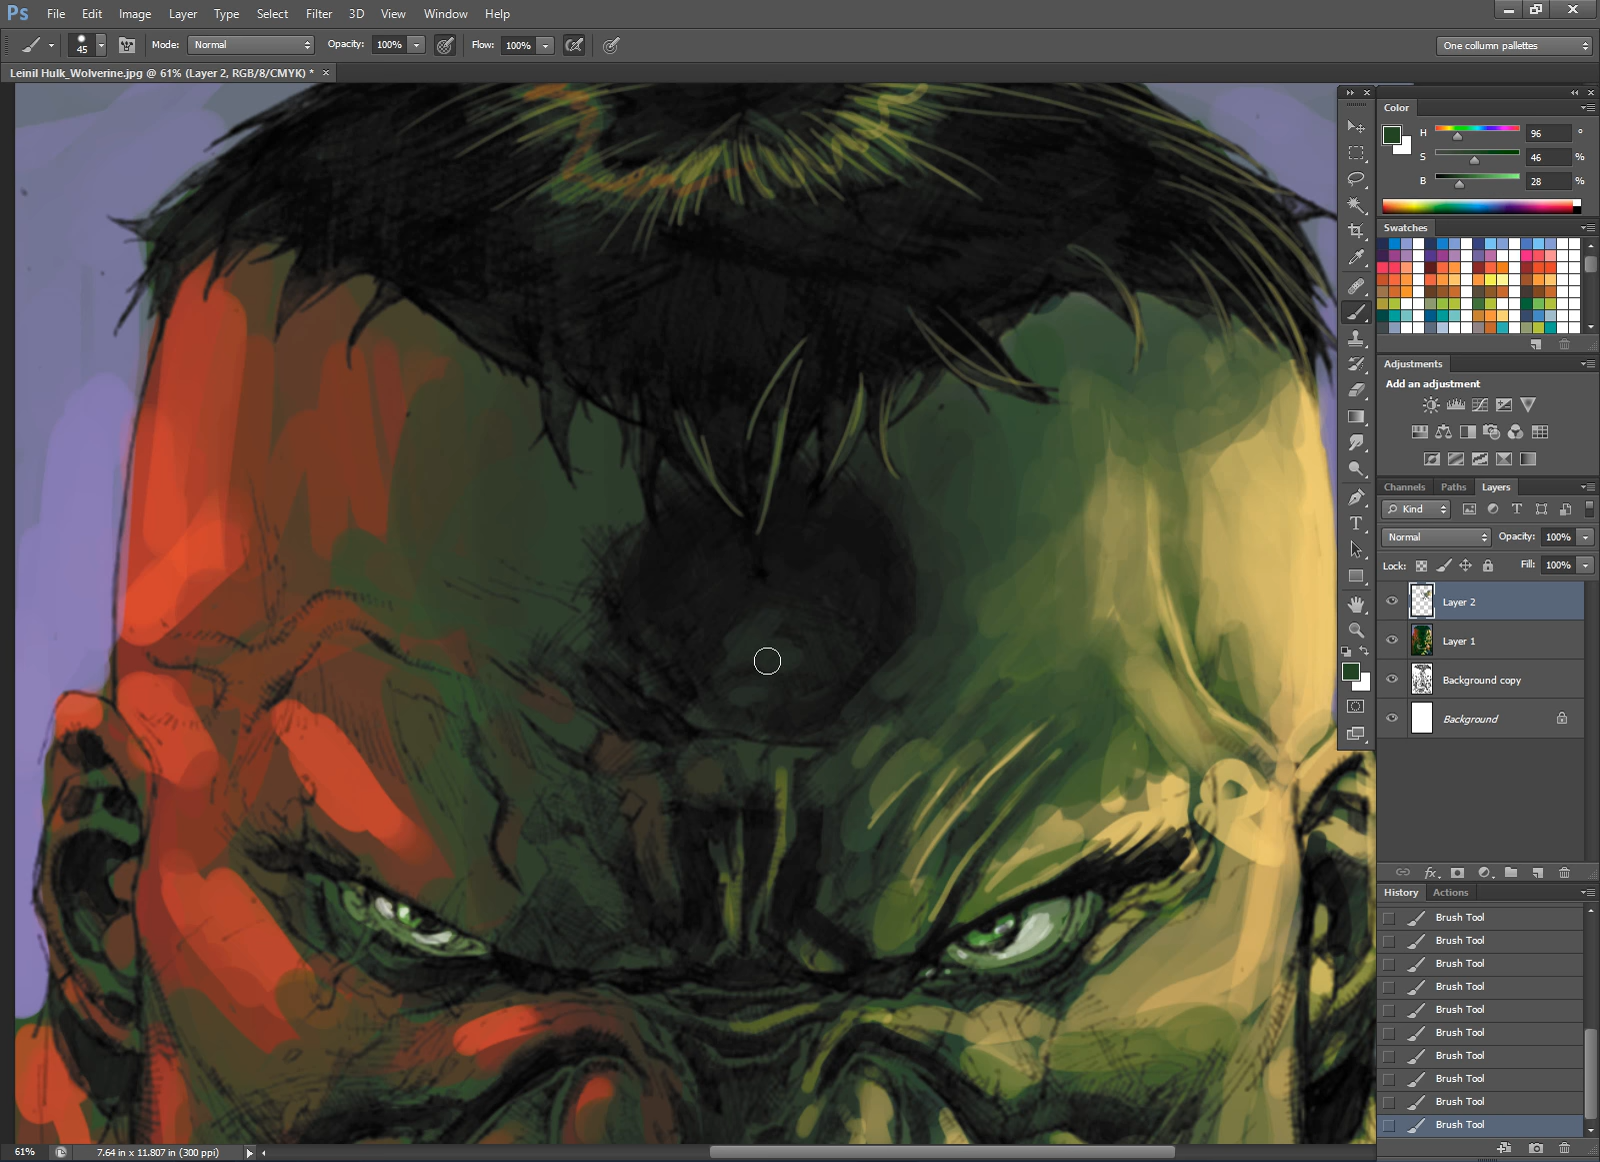 Ps File Edit Image Layer Type Select Filter 3D View Window Help
45 Mode: Normal Opacity: 100% Flow: 100% One collumn pallettes
Leinil Hulk_Wolverine.jpg @ 61% (Layer 2, RGB/8/CMYK) *
Color
H 96 °
S 46 %
B 28 %
Swatches
Adjustments
Add an adjustment
Channels Paths Layers
Kind
Normal Opacity: 100%
Lock: Fill: 100%
Layer 2
Layer 1
Background copy
Background
fx
History Actions
Brush Tool
Brush Tool
Brush Tool
Brush Tool
Brush Tool
Brush Tool
Brush Tool
Brush Tool
Brush Tool
Brush Tool
61% 7.64 in x 11.807 in (300 ppi)